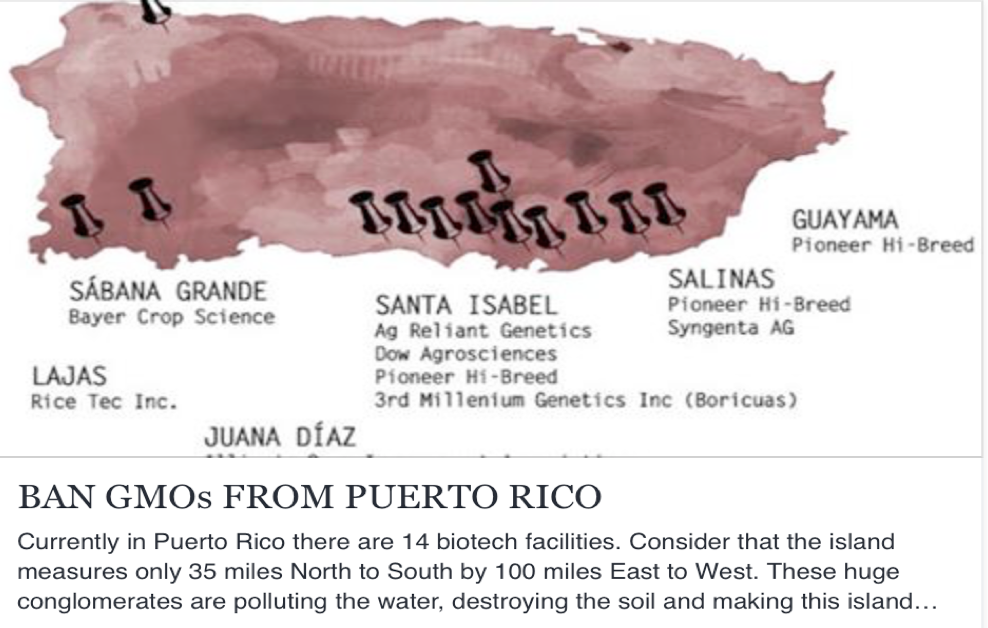 GUAYAMA
Pioneer Hi-Breed
SÁBANA GRANDE
Bayer Crop Science
SANTA ISABEL
Ag Reliant Genetics
Dow Agrosciences
Pioneer Hi-Breed
3rd Millenium Genetics Inc (Boricuas)
SALINAS
Pioneer Hi-Breed
Syngenta AG
LAJAS
Rice Tec Inc.
JUANA DÍAZ
BAN GMOs FROM PUERTO RICO
Currently in Puerto Rico there are 14 biotech facilities. Consider that the island
measures only 35 miles North to South by 100 miles East to West. These huge
conglomerates are polluting the water, destroying the soil and making this island…